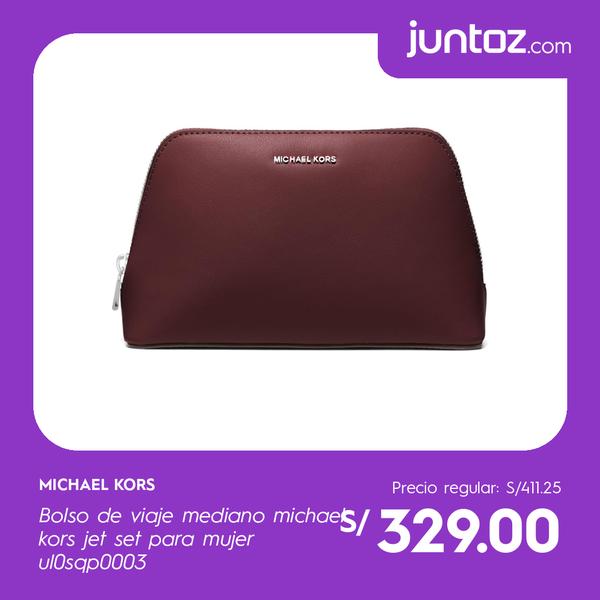 juntoz.com
MICHAEL KORS
MICHAEL KORS
Bolso de viaje mediano michael
kors jet set para mujer
ul0sqp0003
Precio regular: S/411.25
S/ 329.00